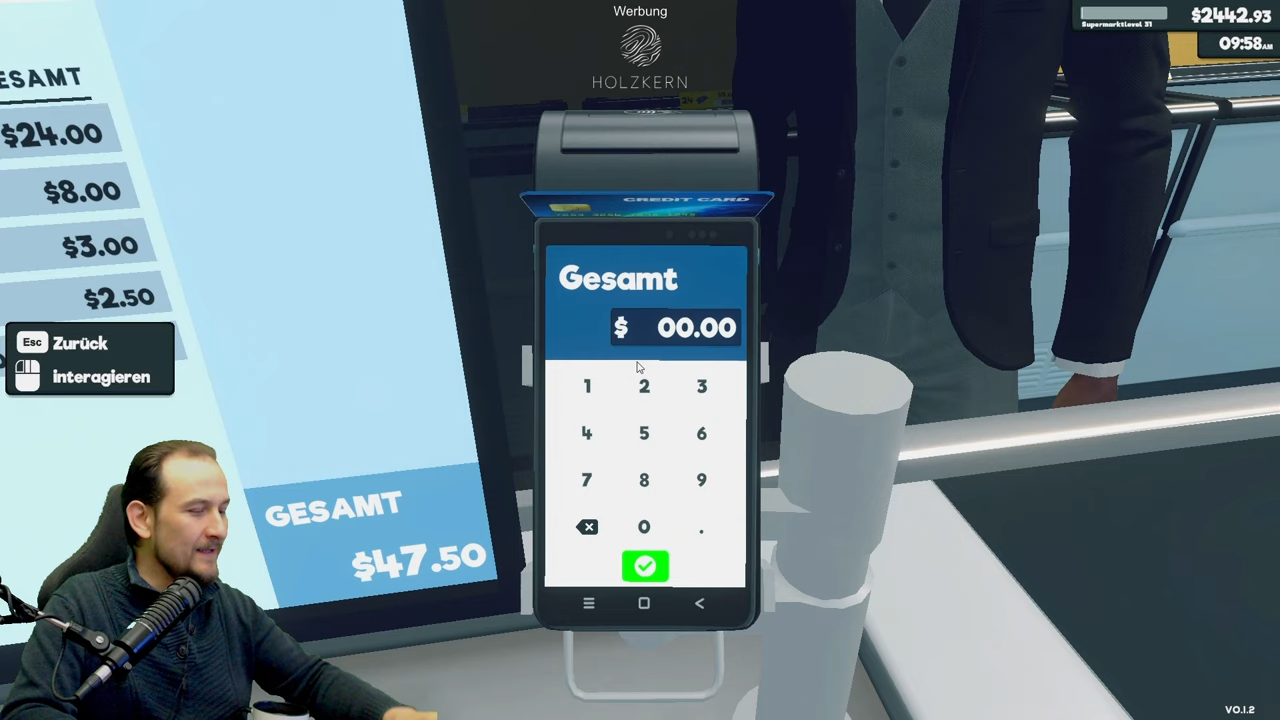 Werbung
HOLZKERN
$2442.93
Supermarktlevel 31
09:58AM
ESAMT
$24.00
$8.00
$3.00
$2.50
Esc Zurück
interagieren
GESAMT
$47.50
CREDIT CARD
Gesamt
$ 00.00
1 2 3
4 5 6
7 8 9
0 .
V0.1.2